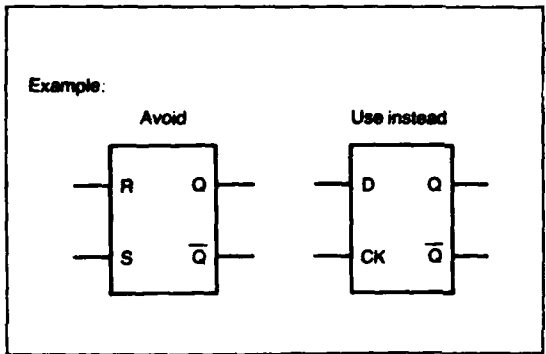 Example:
Avoid Use instead
R Q D Q
S Q̅ CK Q̅